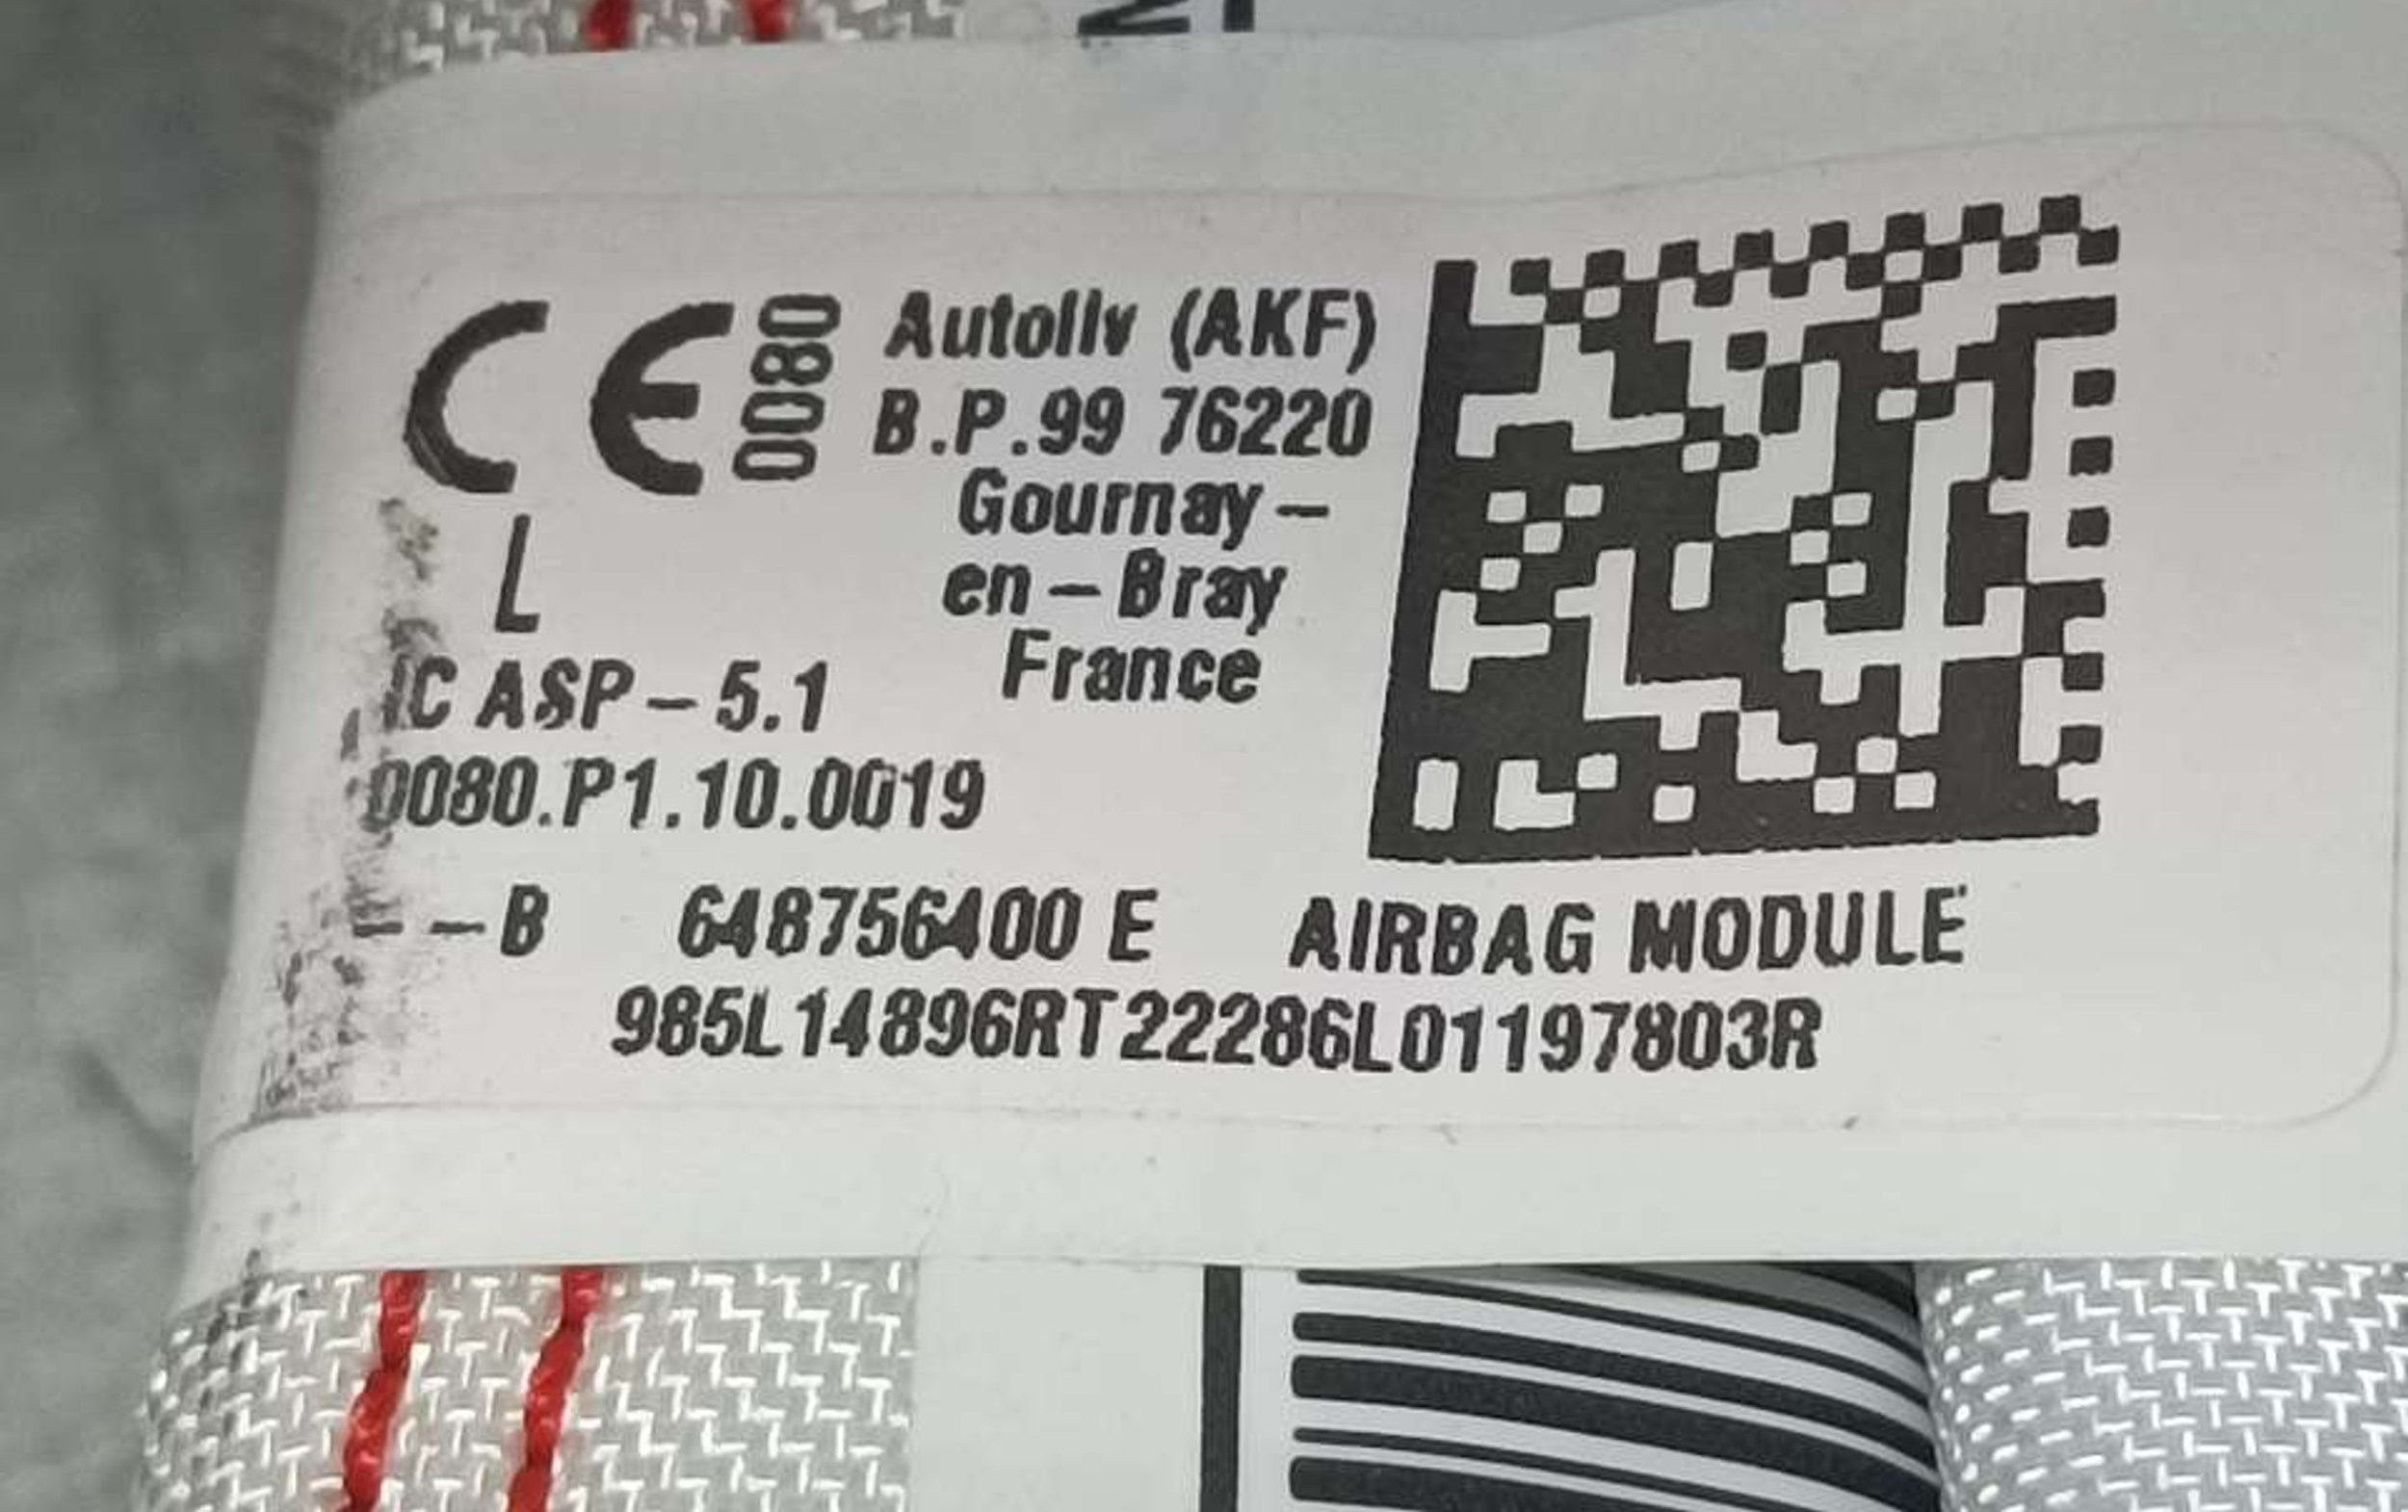 CE 0080
Autoliv (AKF)
B.P.99 76220
Gournay-
en-Bray
France
L
IC ASP-5.1
0080.P1.10.0019
--B 648756400 E AIRBAG MODULE
985L14896RT22286L01197803R